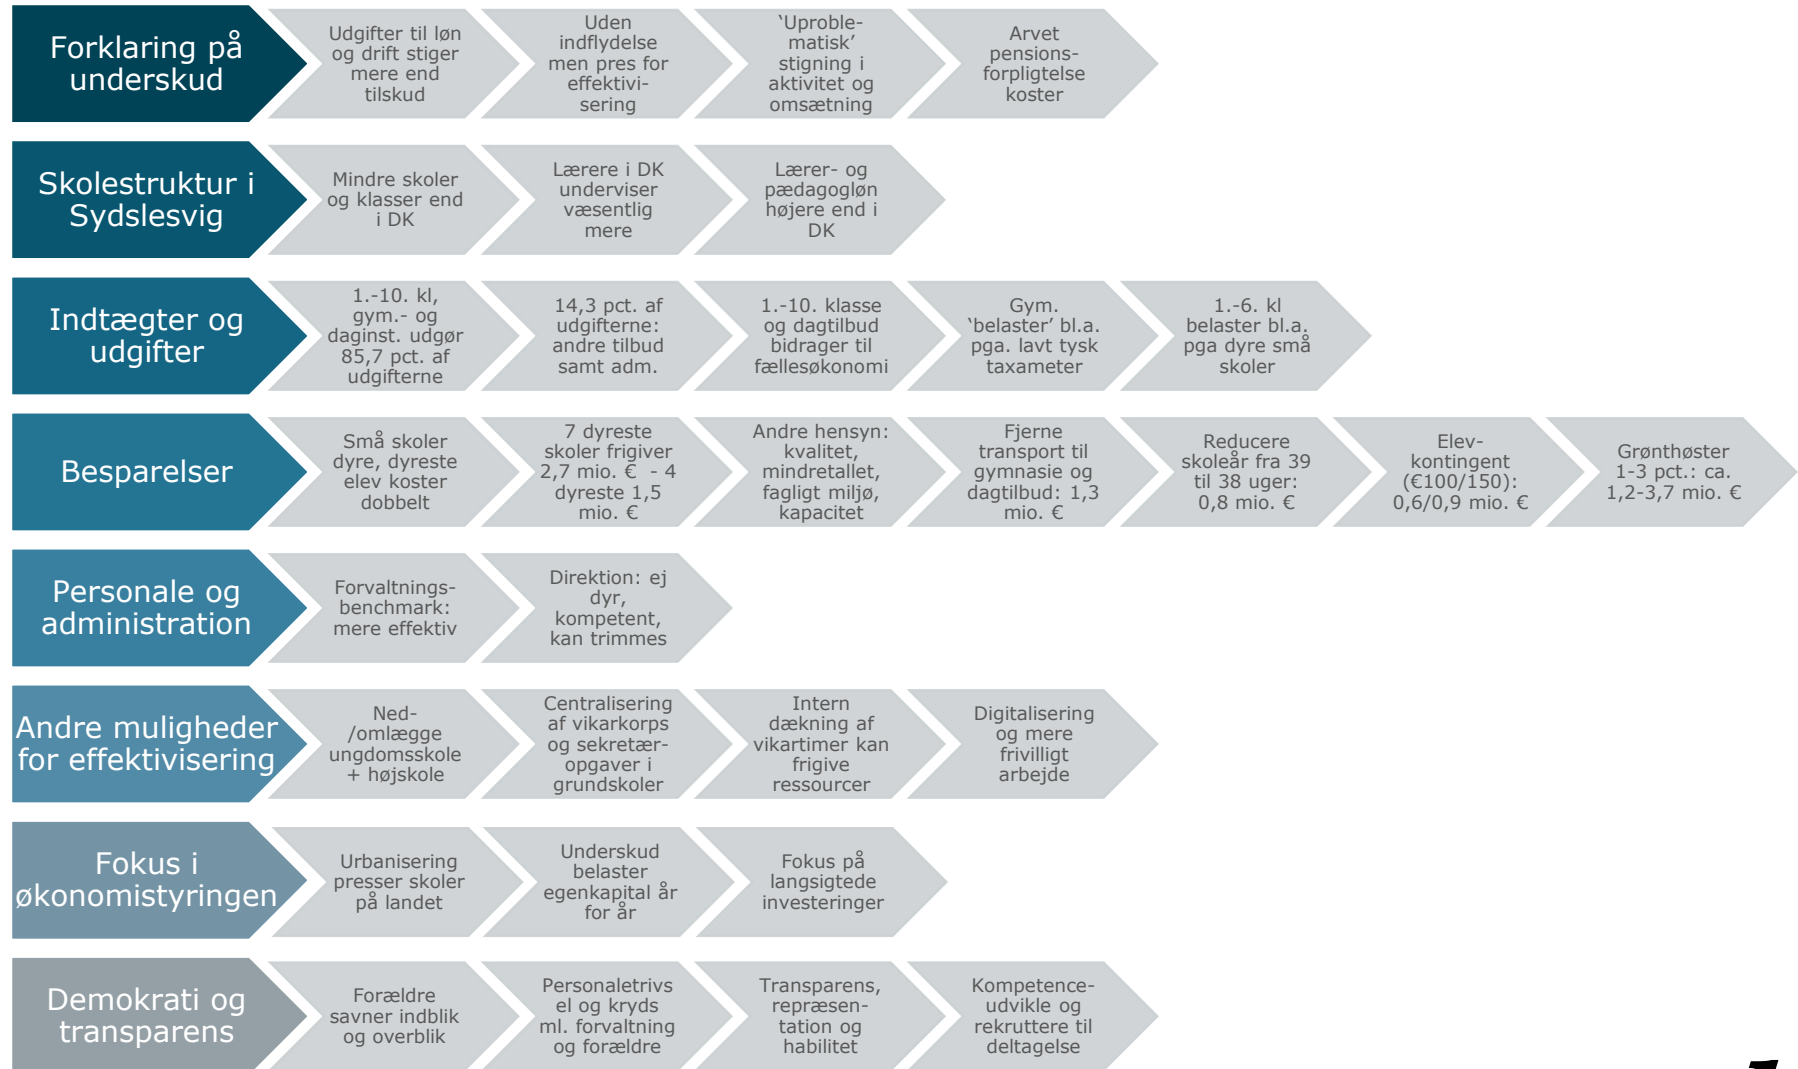 Forklaring på
underskud
Udgifter til løn
og drift stiger
mere end
tilskud
Uden
indflydelse
men pres for
effektivi-
sering
‘Uproble-
matisk’
stigning i
aktivitet og
omsætning
Arvet
pensions-
forpligtelse
koster
Skolestruktur i
Sydslesvig
Mindre skoler
og klasser end
i DK
Lærere i DK
underviser
væsentlig
mere
Lærer- og
pædagogløn
højere end i
DK
Indtægter og
udgifter
1.-10. kl,
gym.- og
daginst. udgør
85,7 pct. af
udgifterne
14,3 pct. af
udgifterne:
andre tilbud
samt adm.
1.-10. klasse
og dagtilbud
bidrager til
fællesøkonomi
Gym.
‘belaster’ bl.a.
pga. lavt tysk
taxameter
1.-6. kl
belaster bl.a.
pga dyre små
skoler
Besparelser
Små skoler
dyre, dyreste
elev koster
dobbelt
7 dyreste
skoler frigiver
2,7 mio. € - 4
dyreste 1,5
mio. €
Andre hensyn:
kvalitet,
mindretallet,
fagligt miljø,
kapacitet
Fjerne
transport til
gymnasie og
dagtilbud: 1,3
mio. €
Reducere
skoleår fra 39
til 38 uger:
0,8 mio. €
Elev-
kontingent
(€100/150):
0,6/0,9 mio. €
Grønthøster
1-3 pct.: ca.
1,2-3,7 mio. €
Personale og
administration
Forvaltnings-
benchmark:
mere effektiv
Direktion: ej
dyr,
kompetent,
kan trimmes
Andre muligheder
for effektivisering
Ned-
/omlægge
ungdomsskole
+ højskole
Centralisering
af vikarkorps
og sekretær-
opgaver i
grundskoler
Intern
dækning af
vikartimer kan
frigive
ressourcer
Digitalisering
og mere
frivilligt
arbejde
Fokus i
økonomistyringen
Urbanisering
presser skoler
på landet
Underskud
belaster
egenkapital år
for år
Fokus på
langsigtede
investeringer
Demokrati og
transparens
Forældre
savner indblik
og overblik
Personaletrivs
el og kryds
ml. forvaltning
og forældre
Transparens,
repræsen-
tation og
habilitet
Kompetence-
udvikle og
rekruttere til
deltagelse